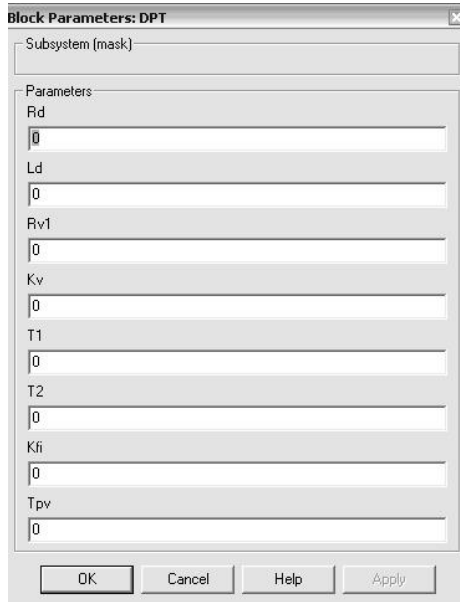 Block Parameters: DPT
Subsystem (mask)
Parameters
Rd
0
Ld
0
Rv1
0
Kv
0
T1
0
T2
0
Kfi
0
Tpv
0
OK Cancel Help Apply